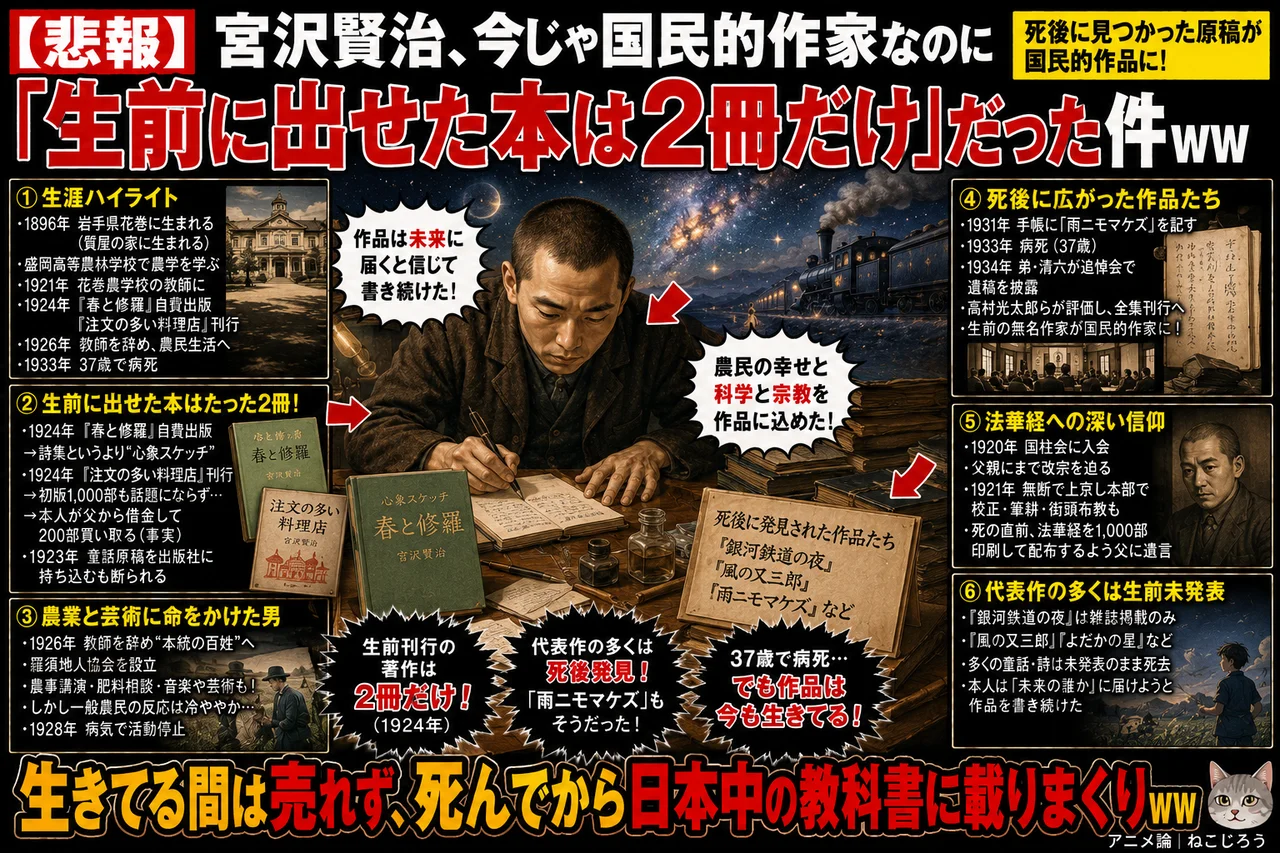 【悲報】
宮沢賢治、今じゃ国民的作家なのに
死後に見つかった原稿が
国民的作品に!
「生前に出せた本は2冊だけ」だった件ww
① 生涯ハイライト
・1896年 岩手県花巻に生まれる
(質屋の家に生まれる)
・盛岡高等農林学校で農学を学ぶ
・1921年 花巻農学校の教師に
・1924年 『春と修羅』自費出版
『注文の多い料理店』刊行
・1926年 教師を辞め、農民生活へ
・1933年 37歳で病死
② 生前に出せた本はたった2冊!
・1924年 『春と修羅』自費出版
→詩集というより“心象スケッチ”
・1924年 『注文の多い料理店』刊行
→初版1,000部も話題にならず…
→本人が父から借金して
200部買い取る(事実)
・1923年 童話原稿を出版社に
持ち込むも断られる
春と修羅
宮沢賢治
注文の多い
料理店
宮沢賢治
③ 農業と芸術に命をかけた男
・1926年 教師を辞め“本統の百姓”へ
・羅須地人協会を設立
・農事講演・肥料相談・音楽や芸術も!
・しかし一般農民の反応は冷ややか…
・1928年 病気で活動停止
作品は未来に
届くと信じて
書き続けた!
農民の幸せと
科学と宗教を
作品に込めた!
心象スケッチ
春と修羅
宮沢賢治
死後に発見された作品たち
『銀河鉄道の夜』
『風の又三郎』
『雨ニモマケズ』など
生前刊行の
著作は
2冊だけ!
(1924年)
代表作の多くは
死後発見!
「雨ニモマケズ」も
そうだった!
37歳で病死…
でも作品は
今も生きてる!
④ 死後に広がった作品たち
・1931年 手帳に「雨ニモマケズ」を記す
・1933年 病死(37歳)
・1934年 弟・清六が追悼会で
遺稿を披露
・高村光太郎らが評価し、全集刊行へ
・生前の無名作家が国民的作家に!
⑤ 法華経への深い信仰
・1920年 国柱会に入会
・父親にまで改宗を迫る
・1921年 無断で上京し本部で
校正・筆耕・街頭布教も
・死の直前、法華経を1,000部
印刷して配布するよう父に遺言
⑥ 代表作の多くは生前未発表
・『銀河鉄道の夜』は雑誌掲載のみ
・『風の又三郎』『よだかの星』など
・多くの童話・詩は未発表のまま死去
・本人は「未来の誰か」に届けようと
作品を書き続けた
生きてる間は売れず、死んでから日本中の教科書に載りまくりww
アニメ論|ねこじろう